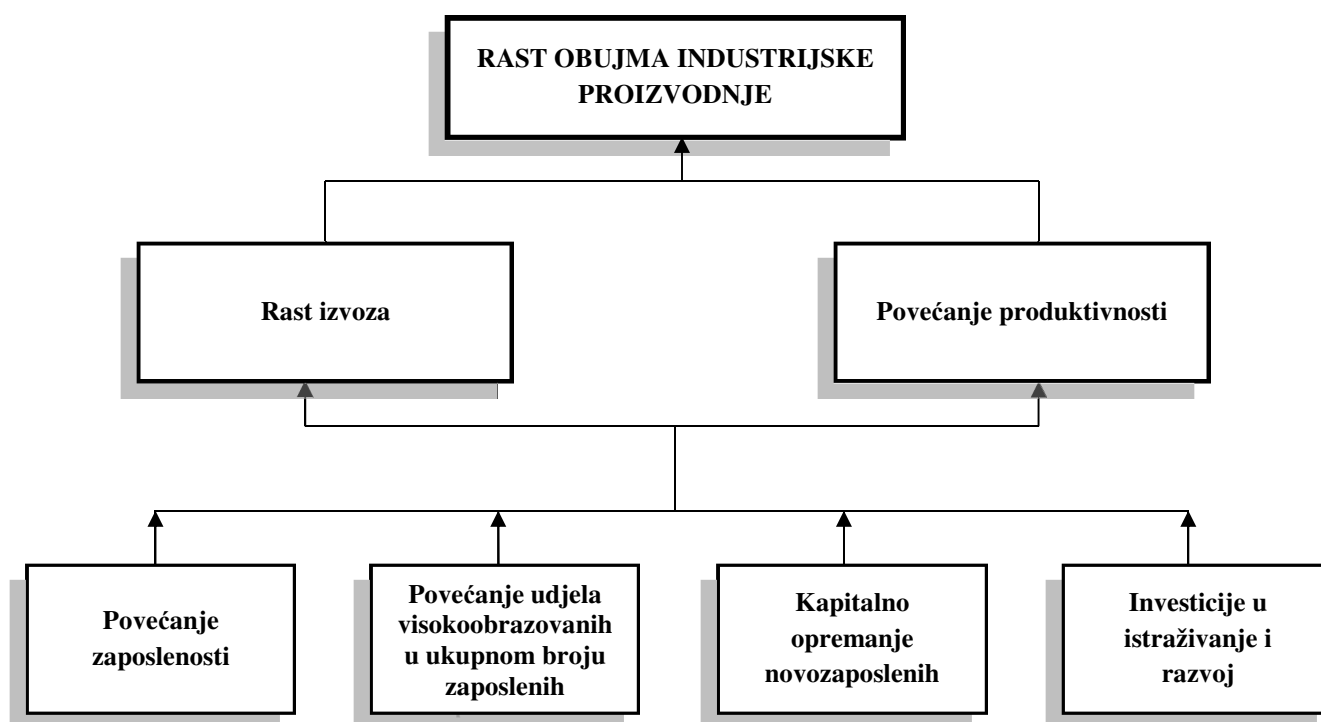 RAST OBUJMA INDUSTRIJSKE
PROIZVODNJE
Rast izvoza
Povećanje produktivnosti
Povećanje
zaposlenosti
Povećanje udjela
visokoobrazovanih
u ukupnom broju
zaposlenih
Kapitalno
opremanje
novozaposlenih
Investicije u
istraživanje i
razvoj